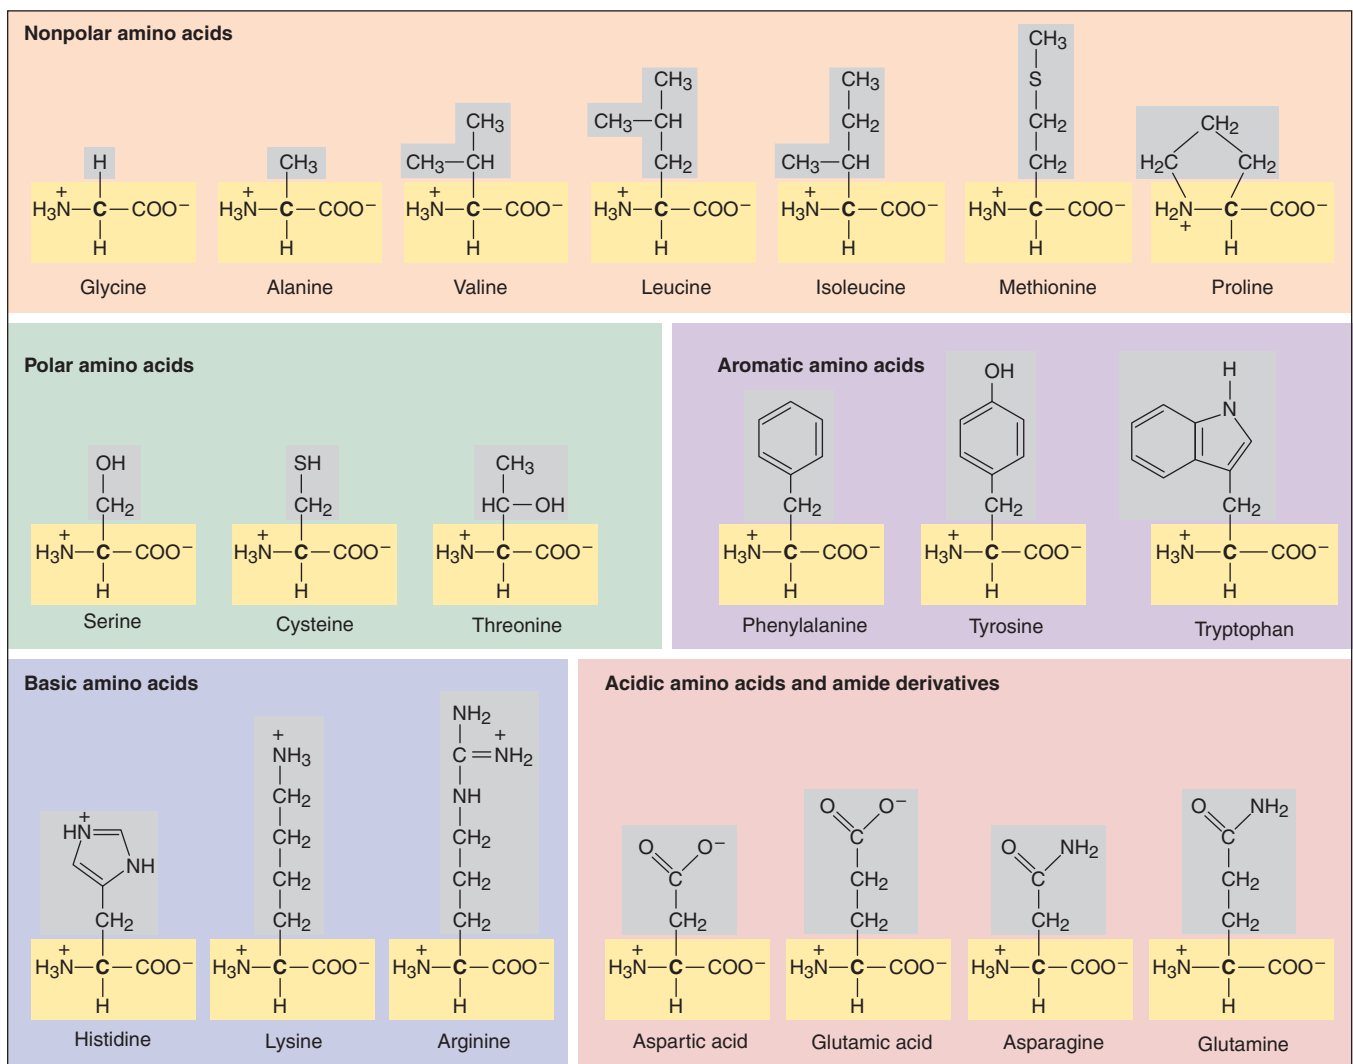 Nonpolar amino acids
H
H3N+—C—COO−
H
Glycine
CH3
H3N+—C—COO−
H
Alanine
CH3
CH3—CH
H3N+—C—COO−
H
Valine
CH3
CH3—CH
CH2
H3N+—C—COO−
H
Leucine
CH3
CH2
CH3—CH
H3N+—C—COO−
H
Isoleucine
CH3
S
CH2
CH2
H3N+—C—COO−
H
Methionine
CH2
H2C CH2
H2N+—C—COO−
H
Proline
Polar amino acids
OH
CH2
H3N+—C—COO−
H
Serine
SH
CH2
H3N+—C—COO−
H
Cysteine
CH3
HC—OH
H3N+—C—COO−
H
Threonine
Aromatic amino acids
CH2
H3N+—C—COO−
H
Phenylalanine
OH
CH2
H3N+—C—COO−
H
Tyrosine
H
N
CH2
H3N+—C—COO−
H
Tryptophan
Basic amino acids
HN+
NH
CH2
H3N+—C—COO−
H
Histidine
+
NH3
CH2
CH2
CH2
CH2
H3N+—C—COO−
H
Lysine
NH2
C=NH2+
NH
CH2
CH2
CH2
H3N+—C—COO−
H
Arginine
Acidic amino acids and amide derivatives
O O−
C
CH2
H3N+—C—COO−
H
Aspartic acid
O O−
C
CH2
CH2
H3N+—C—COO−
H
Glutamic acid
O NH2
C
CH2
H3N+—C—COO−
H
Asparagine
O NH2
C
CH2
CH2
H3N+—C—COO−
H
Glutamine